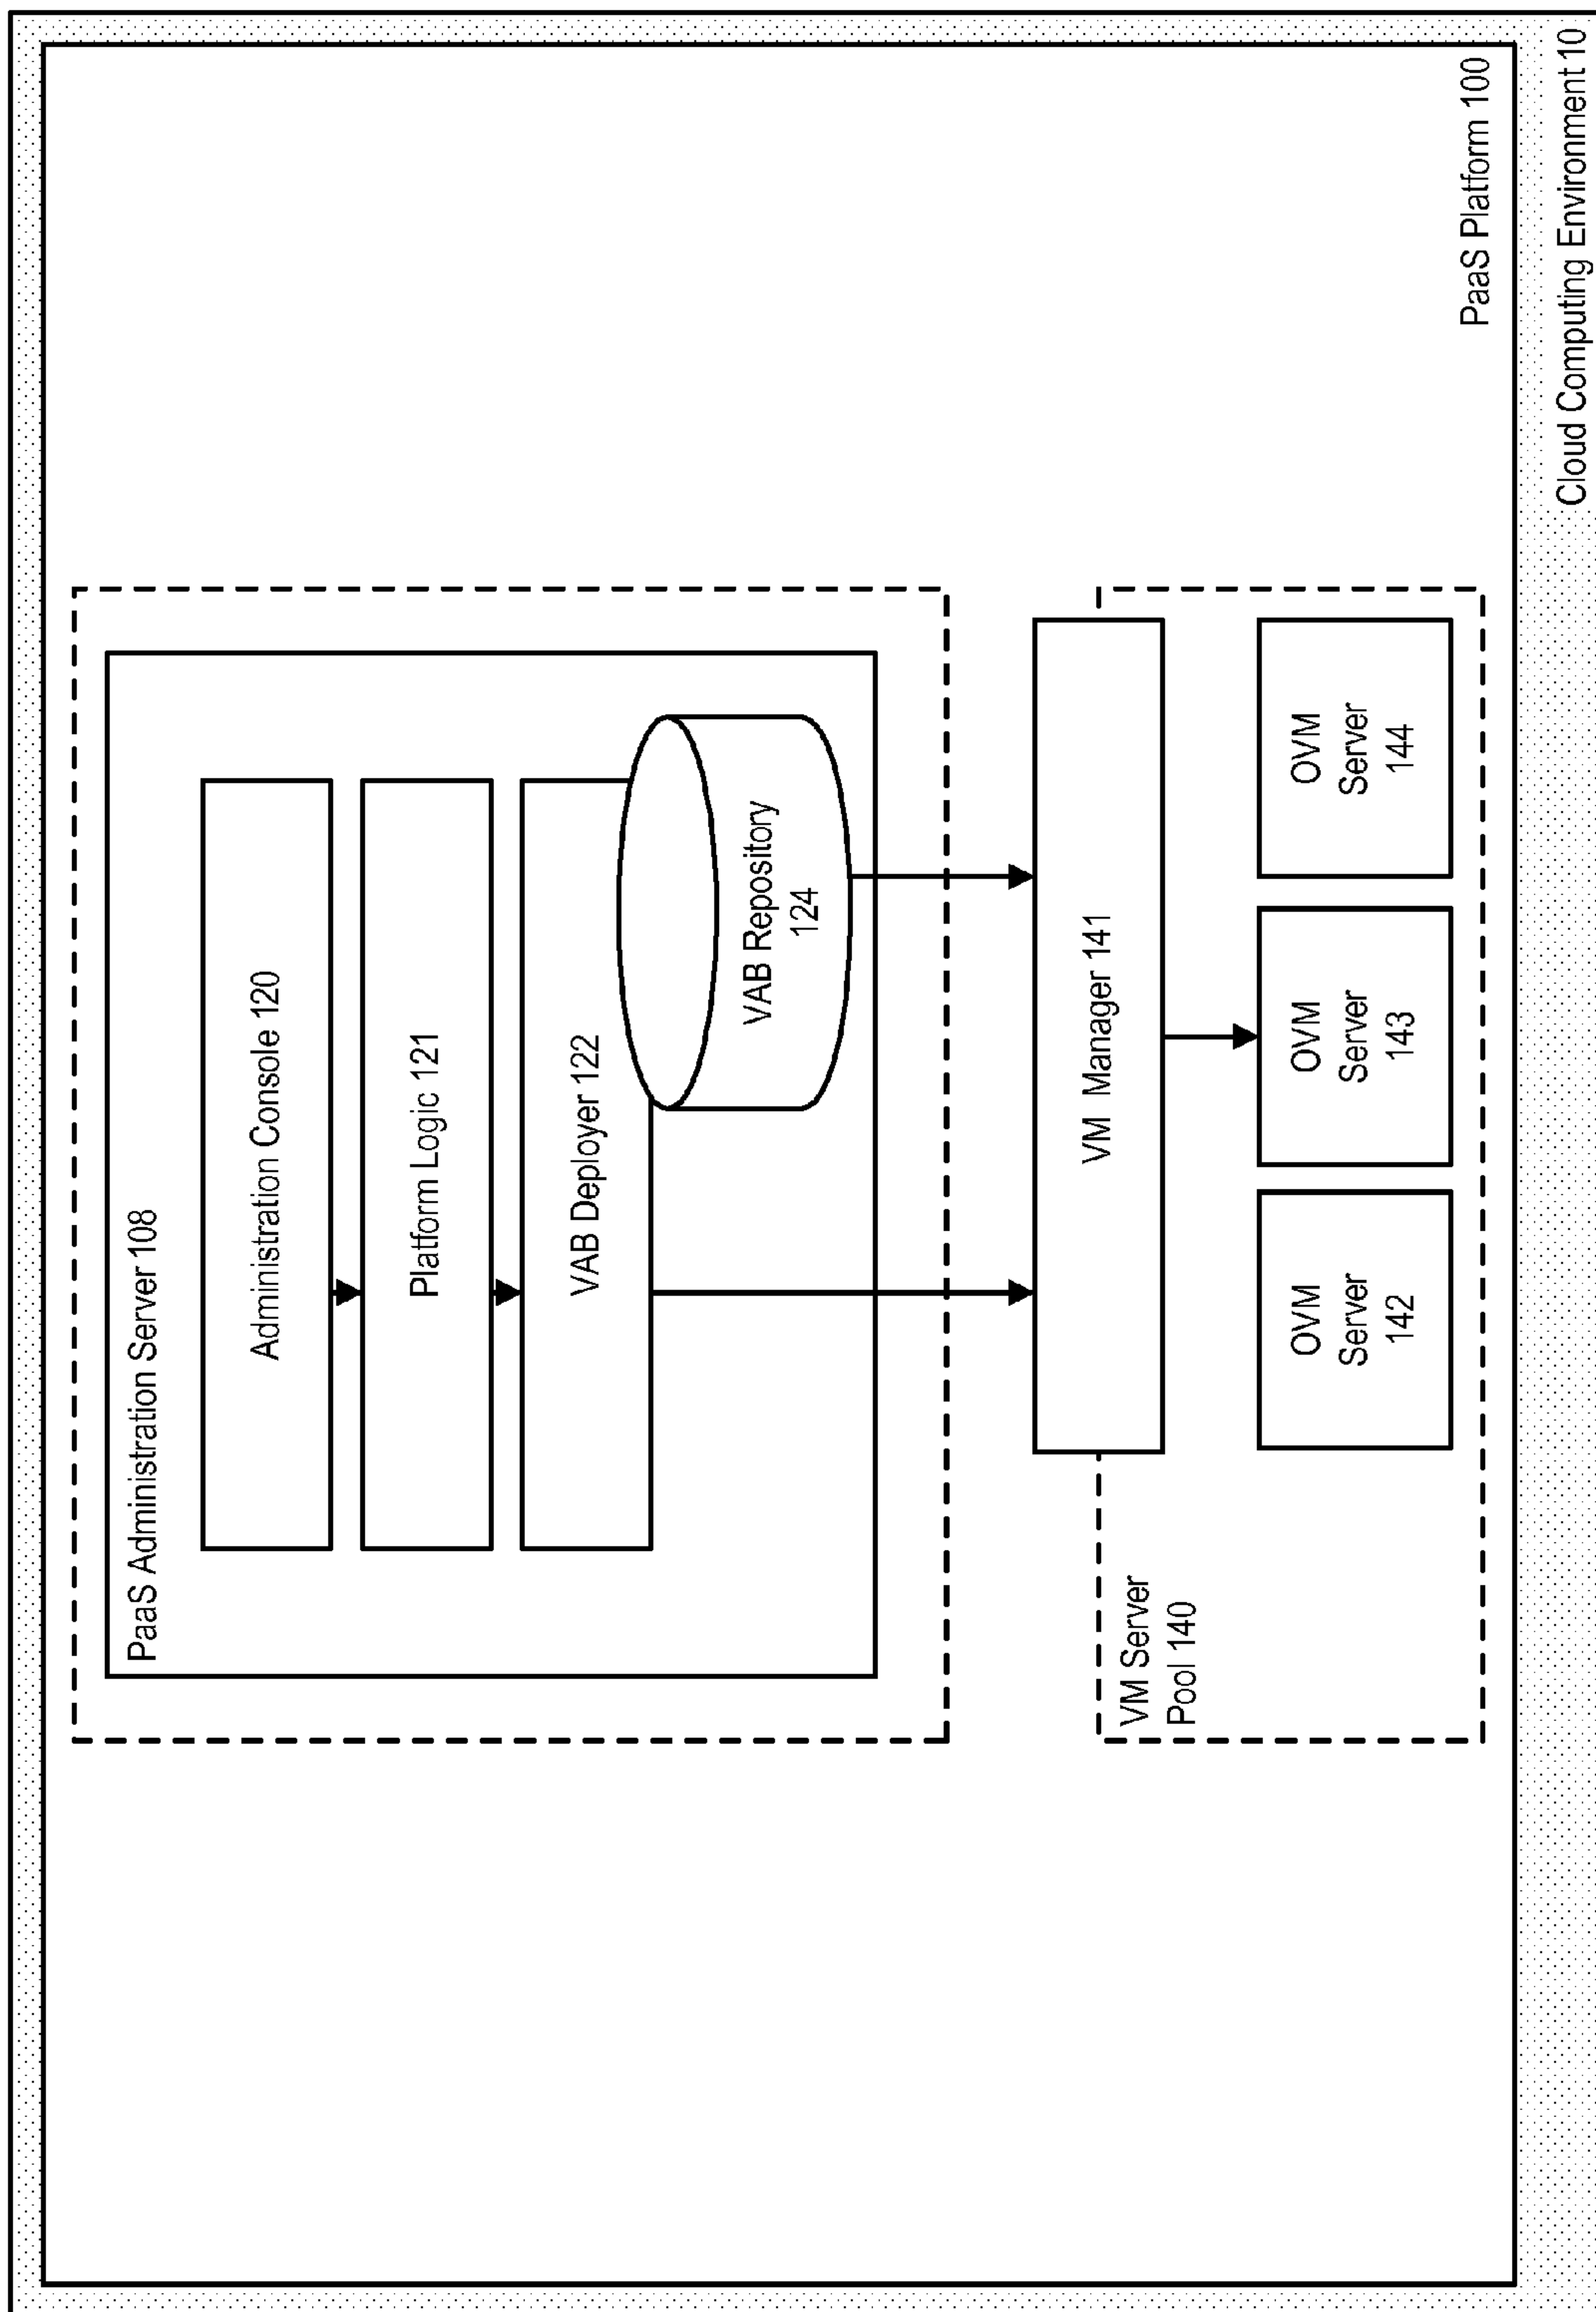 PaaS Administration Server 108
Administration Console 120
Platform Logic 121
VAB Deployer 122
VAB Repository
124
VM Manager 141
VM Server
Pool 140
OVM
Server
142
OVM
Server
143
OVM
Server
144
PaaS Platform 100
Cloud Computing Environment 10